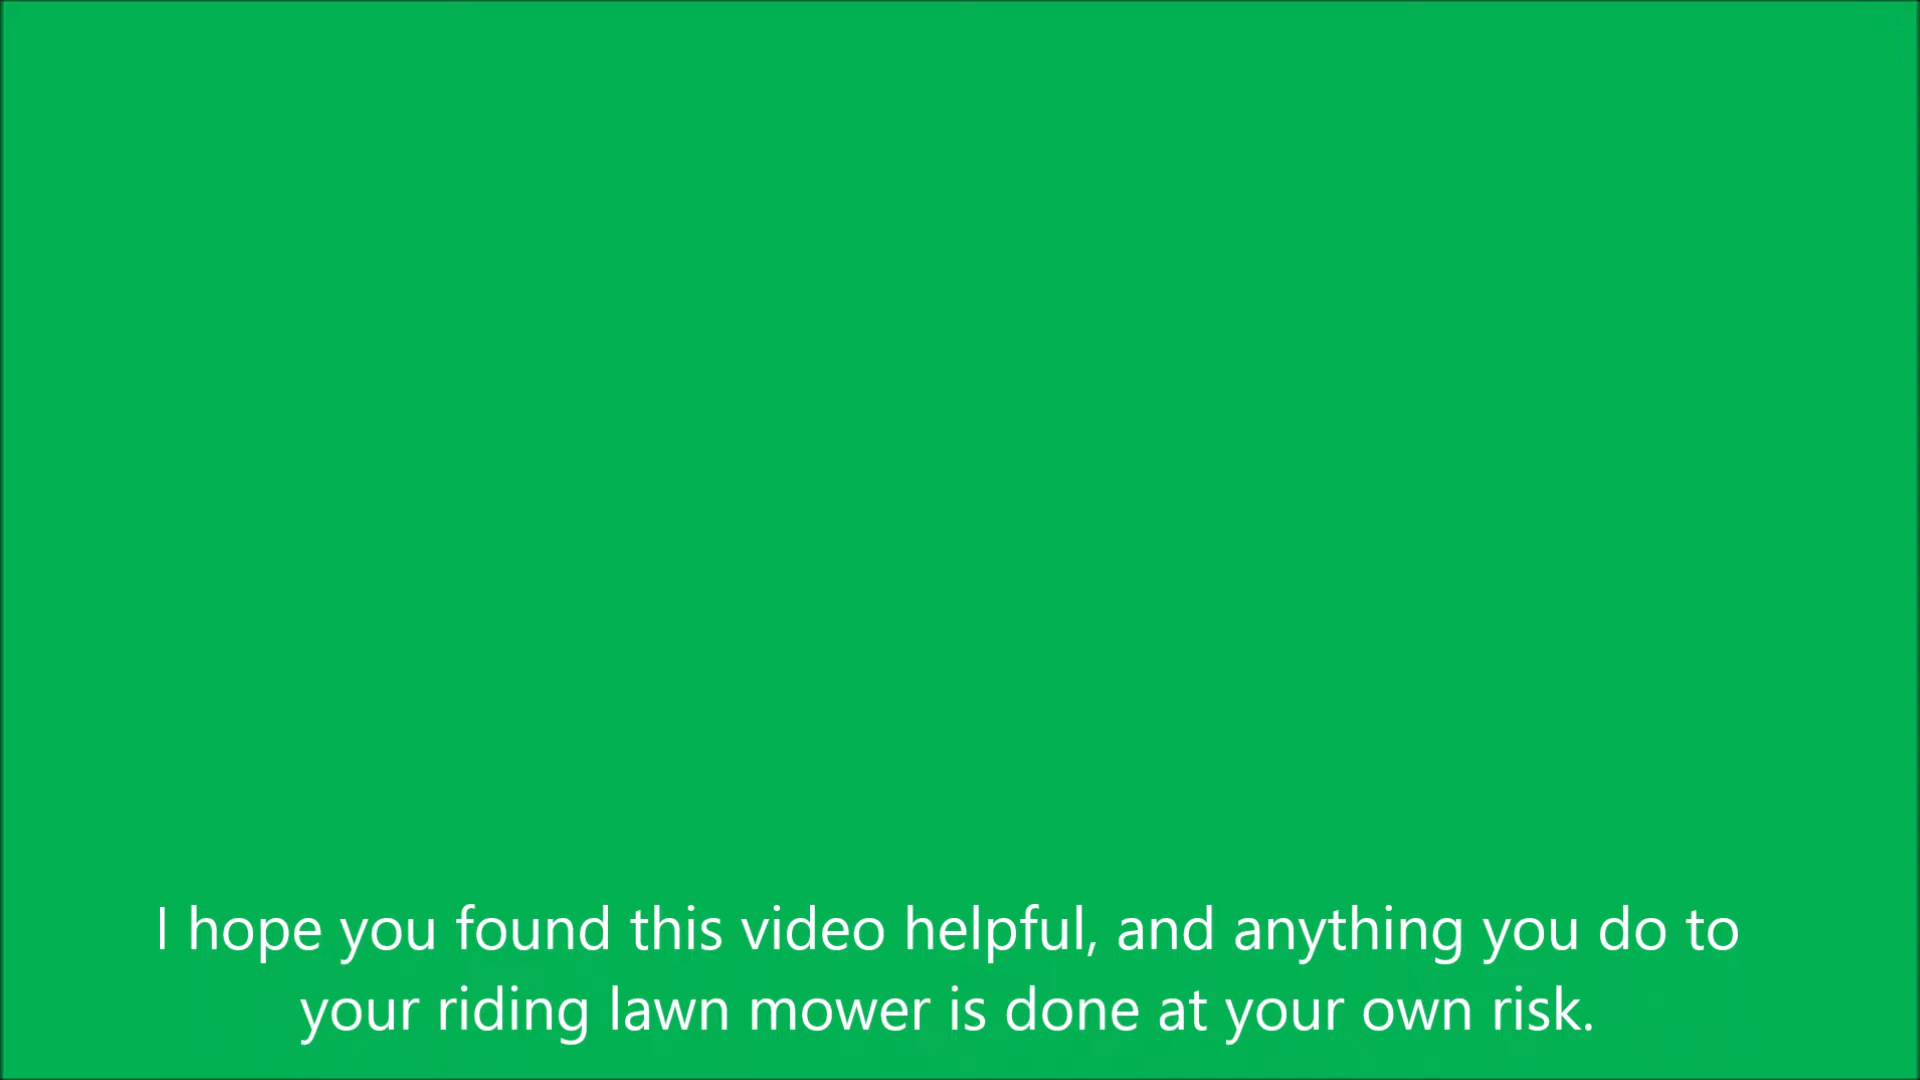 I hope you found this video helpful, and anything you do to
your riding lawn mower is done at your own risk.